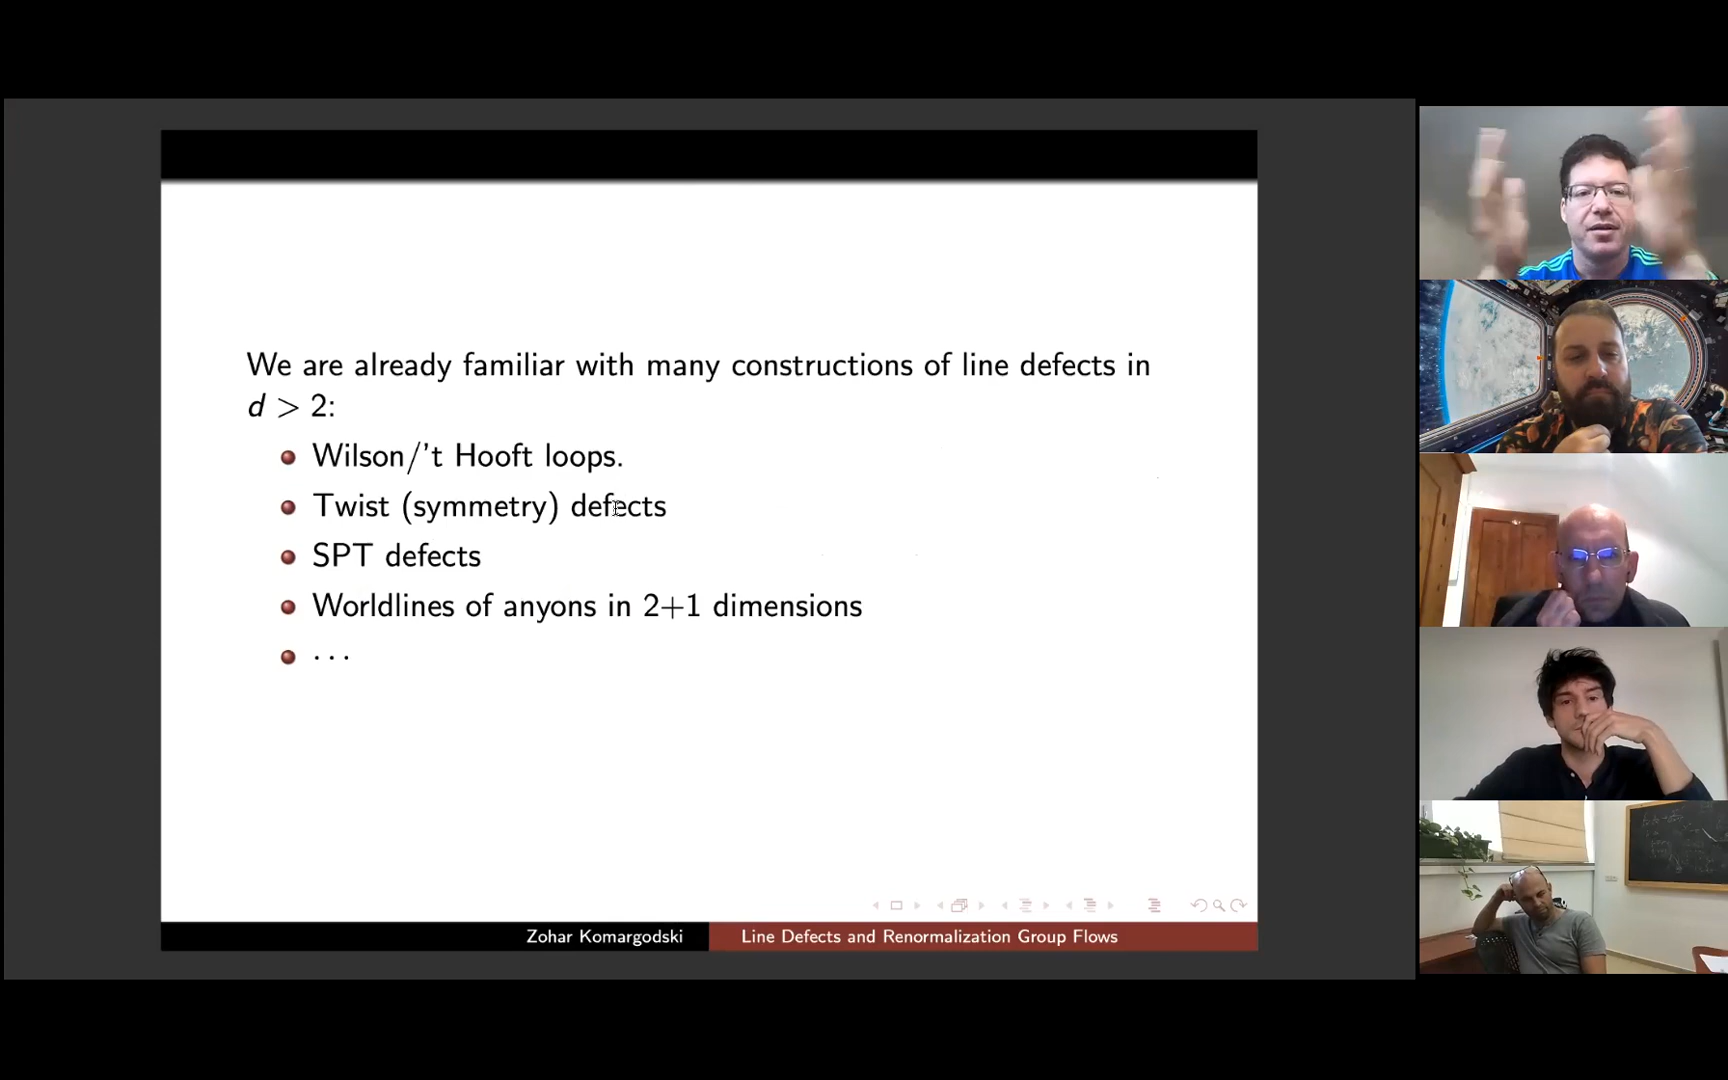 We are already familiar with many constructions of line defects in
d > 2:
Wilson/'t Hooft loops.
Twist (symmetry) defects
SPT defects
Worldlines of anyons in 2+1 dimensions
· · ·
Zohar Komargodski
Line Defects and Renormalization Group Flows